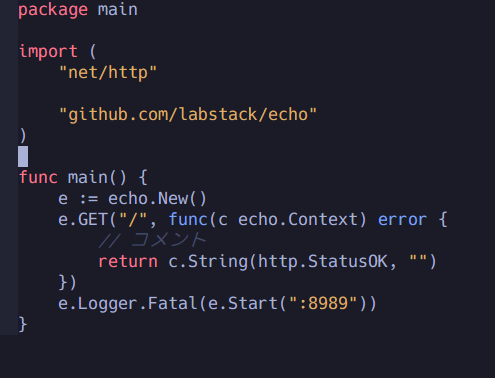 package main
import (
"net/http"
"github.com/labstack/echo"
)
func main() {
e := echo.New()
e.GET("/", func(c echo.Context) error {
// コメント
return c.String(http.StatusOK, "")
})
e.Logger.Fatal(e.Start(":8989"))
}